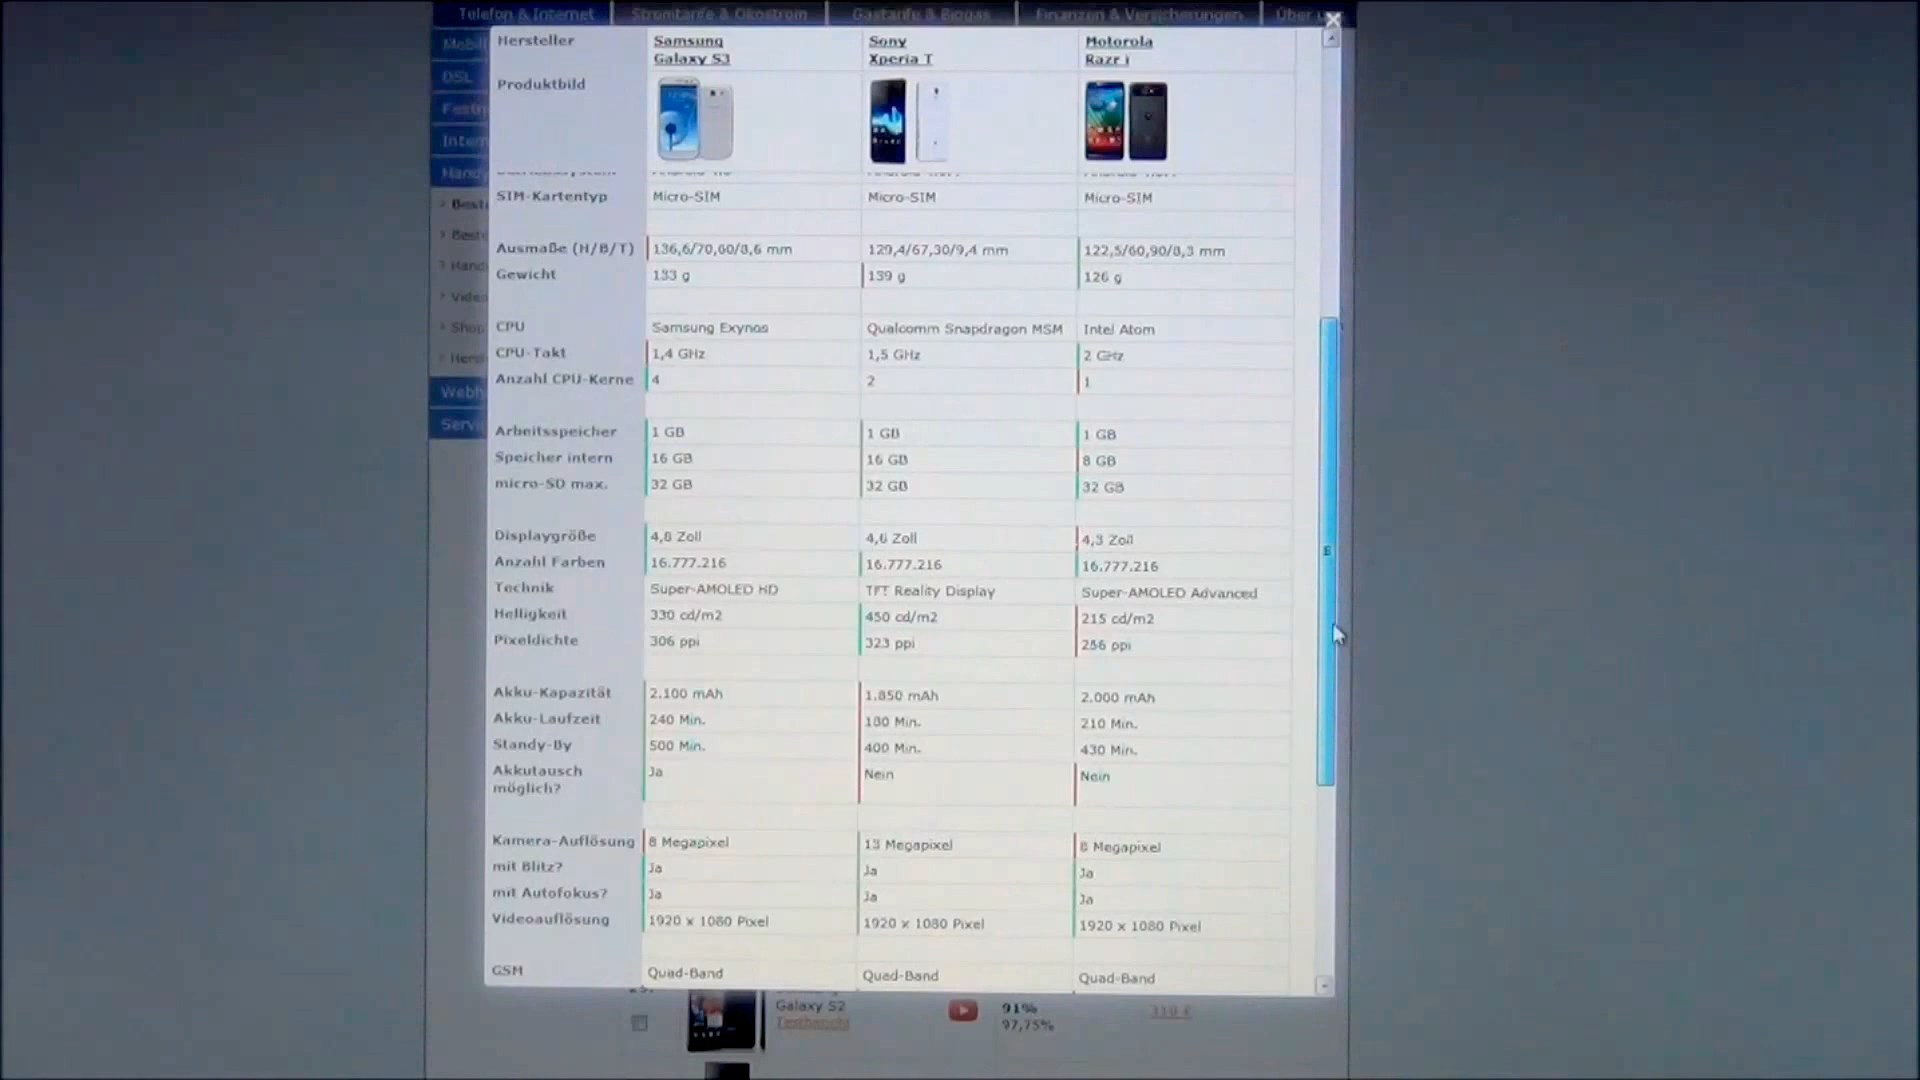 Telefon & Internet Stromtarife & Ökostrom Gastarife & Biogas Finanzen & Versicherungen Über
Hersteller Samsung Galaxy S3 Sony Xperia T Motorola Razr i
Produktbild
SIM-Kartentyp Micro-SIM Micro-SIM Micro-SIM
Ausmaße (H/B/T) 136,6/70,60/8,6 mm 129,4/67,30/9,4 mm 122,5/60,90/8,3 mm
Gewicht 133 g 139 g 126 g
CPU Samsung Exynos Qualcomm Snapdragon MSM Intel Atom
CPU-Takt 1,4 GHz 1,5 GHz 2 GHz
Anzahl CPU-Kerne 4 2 1
Arbeitsspeicher 1 GB 1 GB 1 GB
Speicher intern 16 GB 16 GB 8 GB
micro-SD max. 32 GB 32 GB 32 GB
Displaygröße 4,8 Zoll 4,6 Zoll 4,3 Zoll
Anzahl Farben 16.777.216 16.777.216 16.777.216
Technik Super-AMOLED HD TFT Reality Display Super-AMOLED Advanced
Helligkeit 330 cd/m2 450 cd/m2 215 cd/m2
Pixeldichte 306 ppi 323 ppi 256 ppi
Akku-Kapazität 2.100 mAh 1.850 mAh 2.000 mAh
Akku-Laufzeit 240 Min. 180 Min. 210 Min.
Standy-By 500 Min. 400 Min. 430 Min.
Akkutausch möglich? Ja Nein Nein
Kamera-Auflösung 8 Megapixel 13 Megapixel 8 Megapixel
mit Blitz? Ja Ja Ja
mit Autofokus? Ja Ja Ja
Videoauflösung 1920 x 1080 Pixel 1920 x 1080 Pixel 1920 x 1080 Pixel
GSM Quad-Band Quad-Band Quad-Band
Galaxy S2 91% 319 €
Testbericht 97,75%
DSL